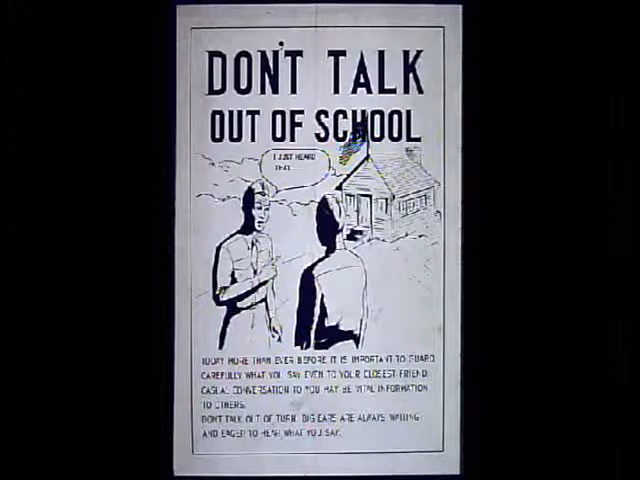 DON'T TALK
OUT OF SCHOOL
I JUST HEARD
THAT
TODAY MORE THAN EVER BEFORE IT IS IMPORTANT TO GUARD
CAREFULLY WHAT YOU SAY EVEN TO YOUR CLOSEST FRIEND.
CASUAL CONVERSATION TO YOU MAY BE VITAL INFORMATION
TO OTHERS.
DON'T TALK OUT OF TURN. BIG EARS ARE ALWAYS WAITING
AND EAGER TO HEAR WHAT YOU SAY.